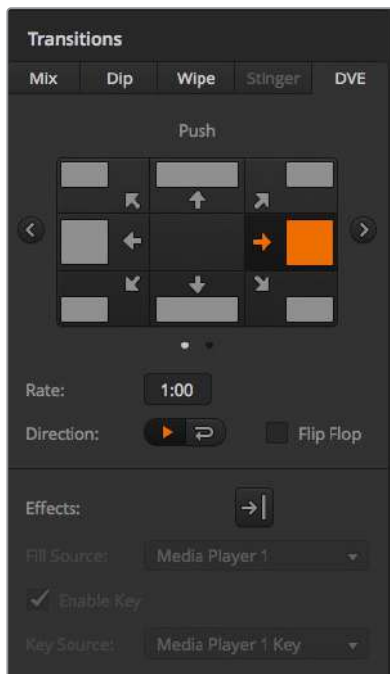 Transitions
Mix Dip Wipe Stinger DVE
Push
Rate: 1:00
Direction: Flip Flop
Effects:
Fill Source: Media Player 1
Enable Key
Key Source: Media Player 1 Key